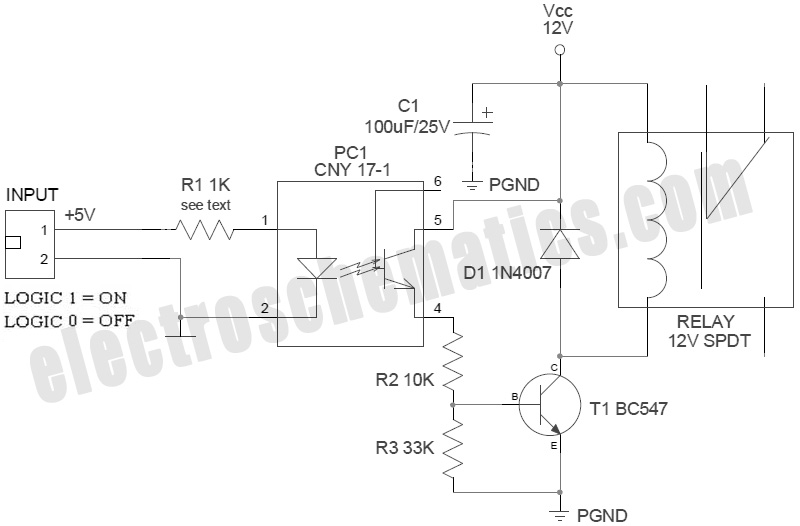 Vcc
12V
C1
+
100uF/25V
PC1
CNY 17-1
6
PGND
INPUT
R1 1K
see text
+5V
1
1
5
2
D1 1N4007
LOGIC 1 = ON
LOGIC 0 = OFF
2
4
RELAY
12V SPDT
R2 10K
C
B
T1 BC547
E
R3 33K
PGND
electroschematics.com